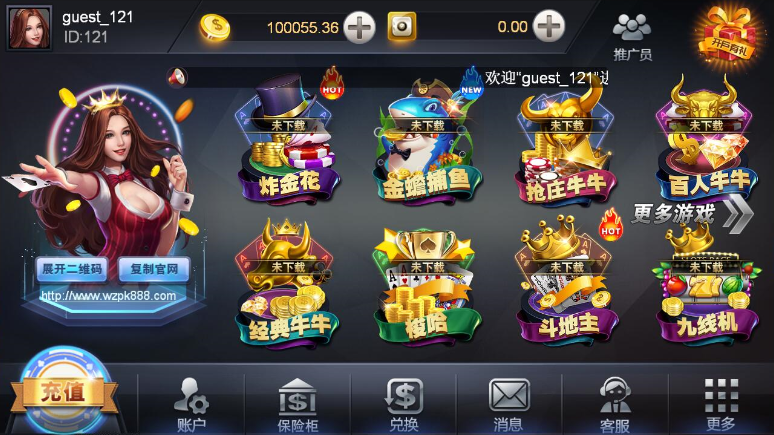 guest_121
ID:121
100055.36
0.00
推广员
开户有礼
欢迎"guest_121"进
HOT
NEW
未下载
未下载
未下载
未下载
炸金花
金蟾捕鱼
抢庄牛牛
百人牛牛
更多游戏
HOT
未下载
未下载
未下载
未下载
经典牛牛
梭哈
斗地主
九线机
展开二维码
复制官网
http://www.wzpk888.com
充值
账户
保险柜
兑换
消息
客服
更多